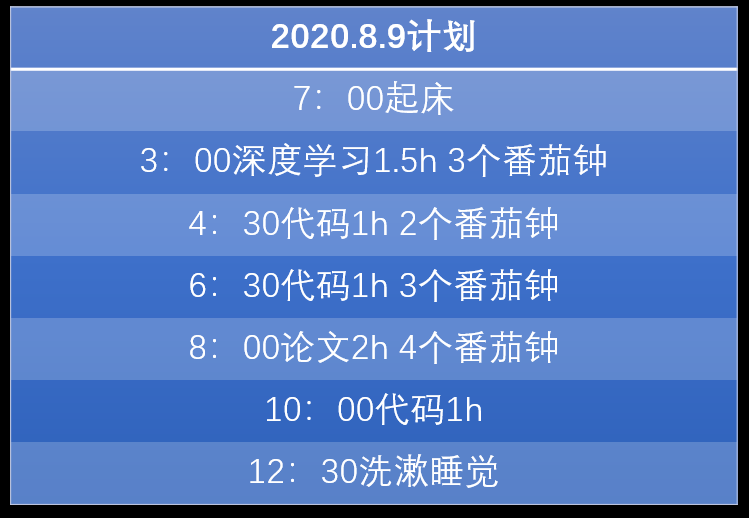 2020.8.9计划
7：00起床
3：00深度学习1.5h 3个番茄钟
4：30代码1h 2个番茄钟
6：30代码1h 3个番茄钟
8：00论文2h 4个番茄钟
10：00代码1h
12：30洗漱睡觉